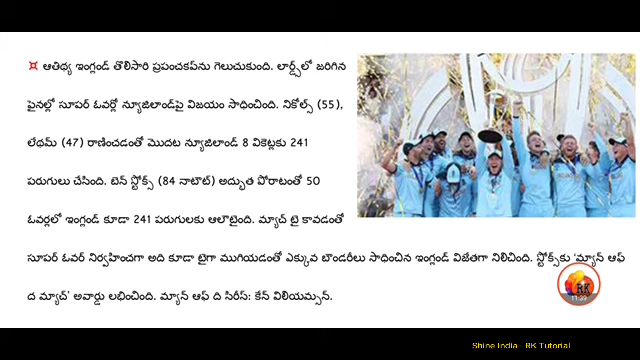 ¤ ఆతిథ్య ఇంగ్లండ్ తొలిసారి ప్రపంచకప్‌ను గెలుచుకుంది. లార్డ్స్‌లో జరిగిన
ఫైనల్లో సూపర్ ఓవర్లో న్యూజిలాండ్‌పై విజయం సాధించింది. నికోల్స్ (55),
లేథమ్ (47) రాణించడంతో మొదట న్యూజిలాండ్ 8 వికెట్లకు 241
పరుగులు చేసింది. బెన్ స్టోక్స్ (84 నాటౌట్) అద్భుత పోరాటంతో 50
ఓవర్లలో ఇంగ్లండ్ కూడా 241 పరుగులకు ఆలౌటైంది. మ్యాచ్ టై కావడంతో
సూపర్ ఓవర్ నిర్వహించగా అది కూడా టైగా ముగియడంతో ఎక్కువ బౌండరీలు సాధించిన ఇంగ్లండ్ విజేతగా నిలిచింది. స్టోక్స్‌కు 'మ్యాన్ ఆఫ్
ద మ్యాచ్' అవార్డు లభించింది. మ్యాన్ ఆఫ్ ది సిరీస్: కేన్ విలియమ్సన్.
RK
11:39
Shine India - RK Tutorial